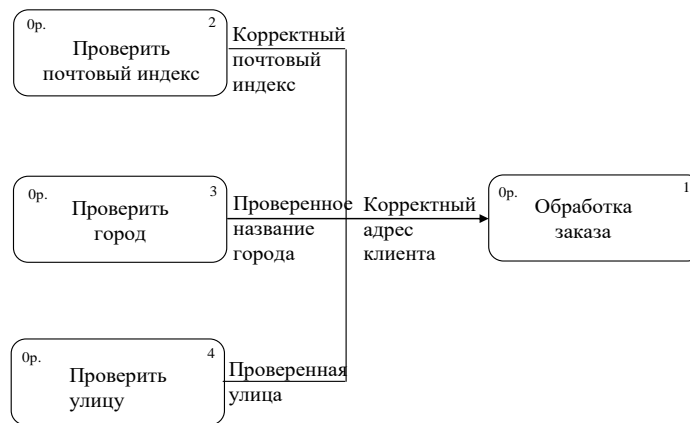 0р.
2
Проверить
почтовый индекс
Корректный
почтовый
индекс
0р.
3
Проверить
город
Проверенное
название
города
Корректный
адрес
клиента
0р.
1
Обработка
заказа
0р.
4
Проверить
улицу
Проверенная
улица